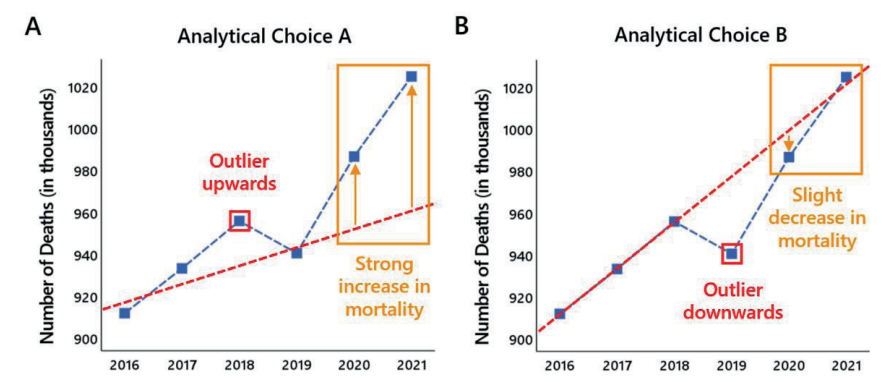 A
Analytical Choice A
Number of Deaths (in thousands)
1020
1000
980
960
940
920
900
Outlier
upwards
Strong
increase in
mortality
2016 2017 2018 2019 2020 2021
B
Analytical Choice B
Number of Deaths (in thousands)
1020
1000
980
960
940
920
900
Slight
decrease in
mortality
Outlier
downwards
2016 2017 2018 2019 2020 2021